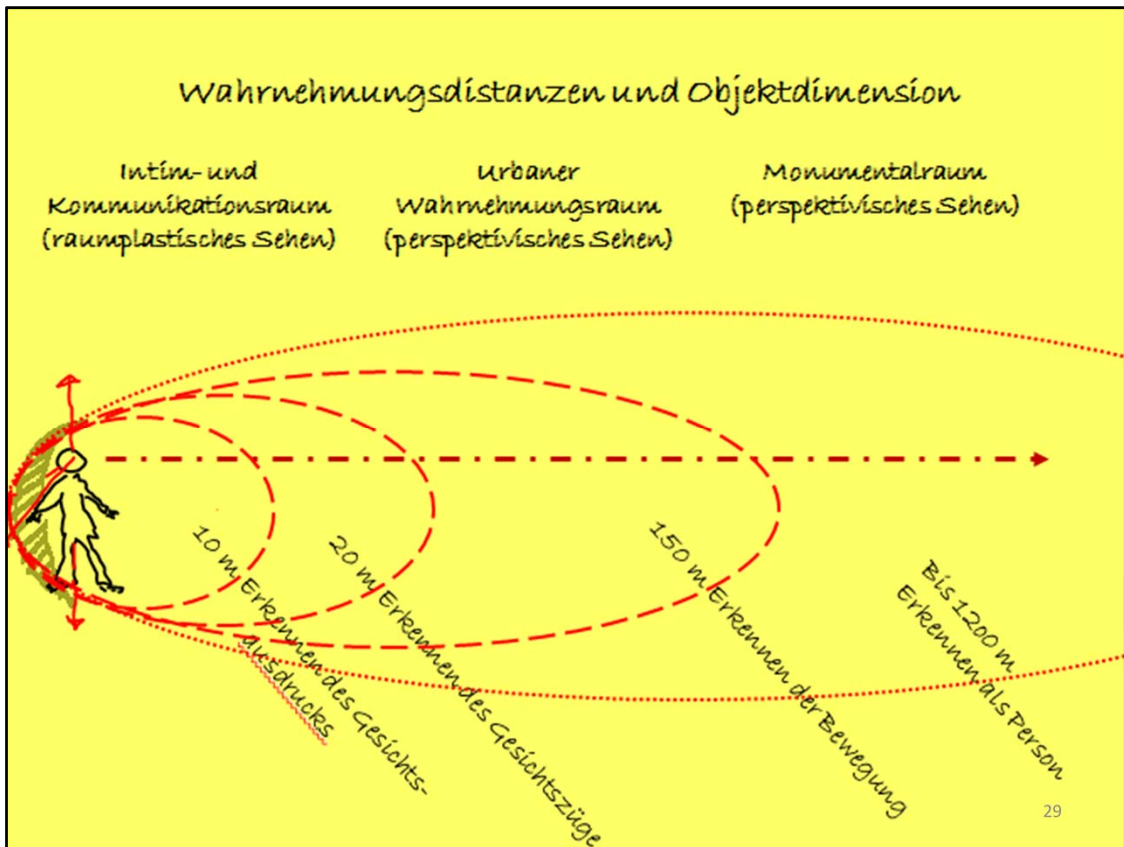 Wahrnehmungsdistanzen und Objektdimension
Intim- und
Kommunikationsraum
(raumplastisches Sehen)
Urbaner
Wahrnehmungsraum
(perspektivisches Sehen)
Monumentalraum
(perspektivisches Sehen)
10 m Erkennen des Gesichts-
ausdrucks
20 m Erkennen des Gesichtszüge
150 m Erkennen der Bewegung
Bis 1200 m
Erkennen als Person
29